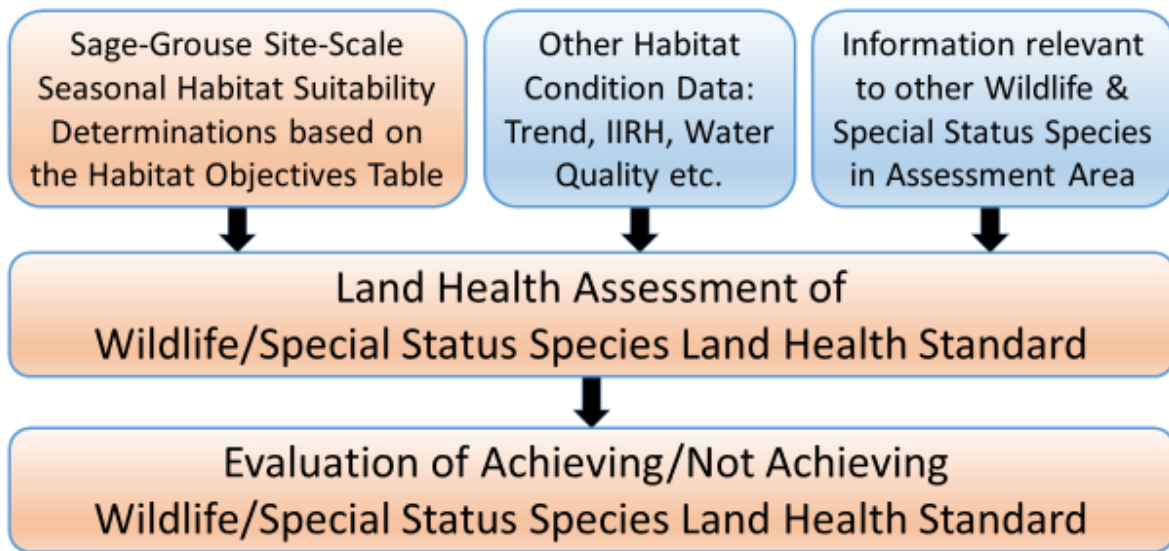 Sage-Grouse Site-Scale
Seasonal Habitat Suitability
Determinations based on
the Habitat Objectives Table
Other Habitat
Condition Data:
Trend, IIRH, Water
Quality etc.
Information relevant
to other Wildlife &
Special Status Species
in Assessment Area
Land Health Assessment of
Wildlife/Special Status Species Land Health Standard
Evaluation of Achieving/Not Achieving
Wildlife/Special Status Species Land Health Standard